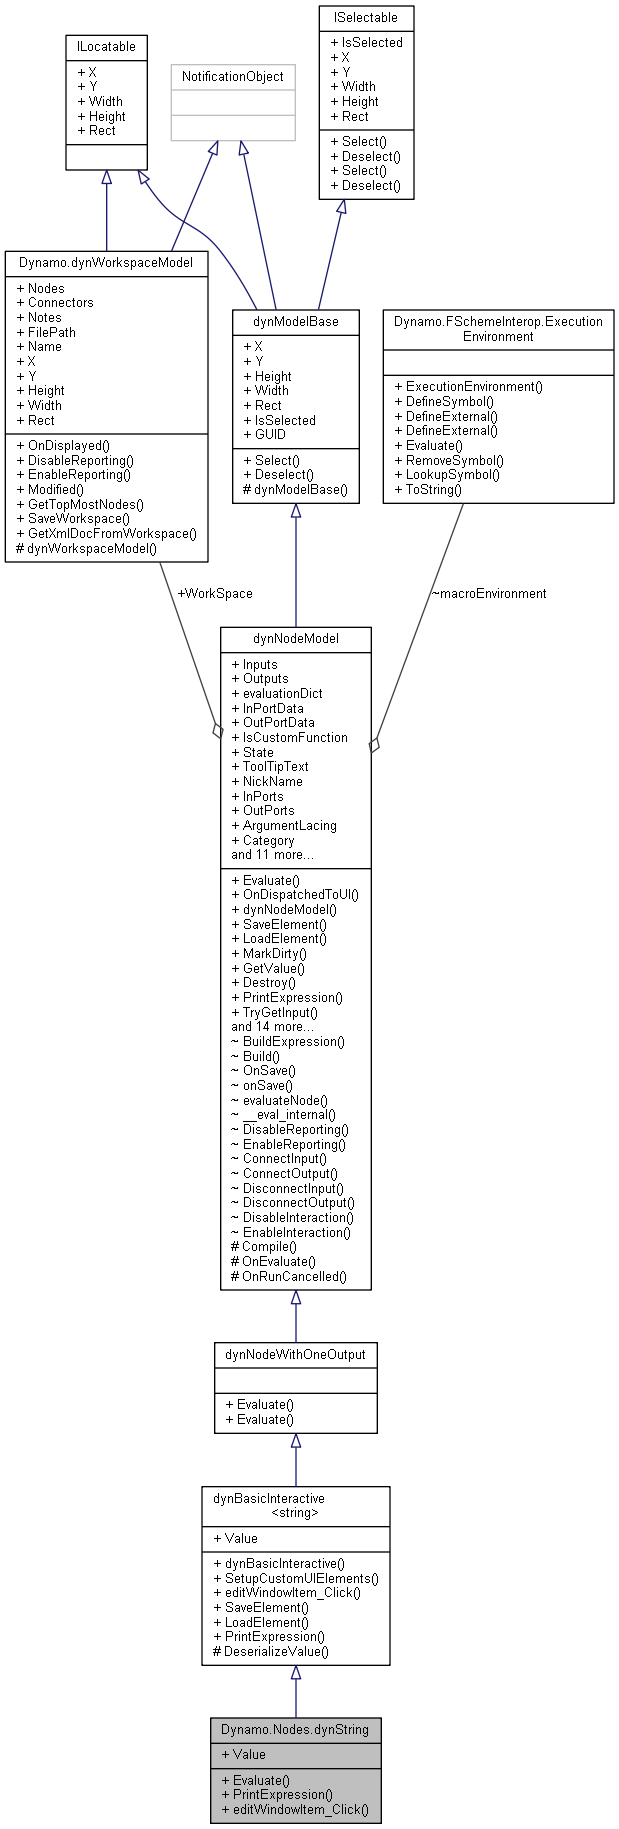 ILocatable
+ X
+ Y
+ Width
+ Height
+ Rect
NotificationObject
ISelectable
+ IsSelected
+ X
+ Y
+ Width
+ Height
+ Rect
+ Select()
+ Deselect()
+ Select()
+ Deselect()
Dynamo.dynWorkspaceModel
+ Nodes
+ Connectors
+ Notes
+ FilePath
+ Name
+ X
+ Y
+ Height
+ Width
+ Rect
+ OnDisplayed()
+ DisableReporting()
+ EnableReporting()
+ Modified()
+ GetTopMostNodes()
+ SaveWorkspace()
+ GetXmlDocFromWorkspace()
# dynWorkspaceModel()
dynModelBase
+ X
+ Y
+ Height
+ Width
+ Rect
+ IsSelected
+ GUID
+ Select()
+ Deselect()
# dynModelBase()
Dynamo.FSchemeInterop.Execution
Environment
+ ExecutionEnvironment()
+ DefineSymbol()
+ DefineExternal()
+ DefineExternal()
+ Evaluate()
+ RemoveSymbol()
+ LookupSymbol()
+ ToString()
+WorkSpace
~macroEnvironment
dynNodeModel
+ Inputs
+ Outputs
+ evaluationDict
+ InPortData
+ OutPortData
+ IsCustomFunction
+ State
+ ToolTipText
+ NickName
+ InPorts
+ OutPorts
+ ArgumentLacing
+ Category
and 11 more...
+ Evaluate()
+ OnDispatchedToUI()
+ dynNodeModel()
+ SaveElement()
+ LoadElement()
+ MarkDirty()
+ GetValue()
+ Destroy()
+ PrintExpression()
+ TryGetInput()
and 14 more...
~ BuildExpression()
~ Build()
~ OnSave()
~ onSave()
~ evaluateNode()
~ __eval_internal()
~ DisableReporting()
~ EnableReporting()
~ ConnectInput()
~ ConnectOutput()
~ DisconnectInput()
~ DisconnectOutput()
~ DisableInteraction()
~ EnableInteraction()
# Compile()
# OnEvaluate()
# OnRunCancelled()
dynNodeWithOneOutput
+ Evaluate()
+ Evaluate()
dynBasicInteractive
<string>
+ Value
+ dynBasicInteractive()
+ SetupCustomUIElements()
+ editWindowItem_Click()
+ SaveElement()
+ LoadElement()
+ PrintExpression()
# DeserializeValue()
Dynamo.Nodes.dynString
+ Value
+ Evaluate()
+ PrintExpression()
+ editWindowItem_Click()